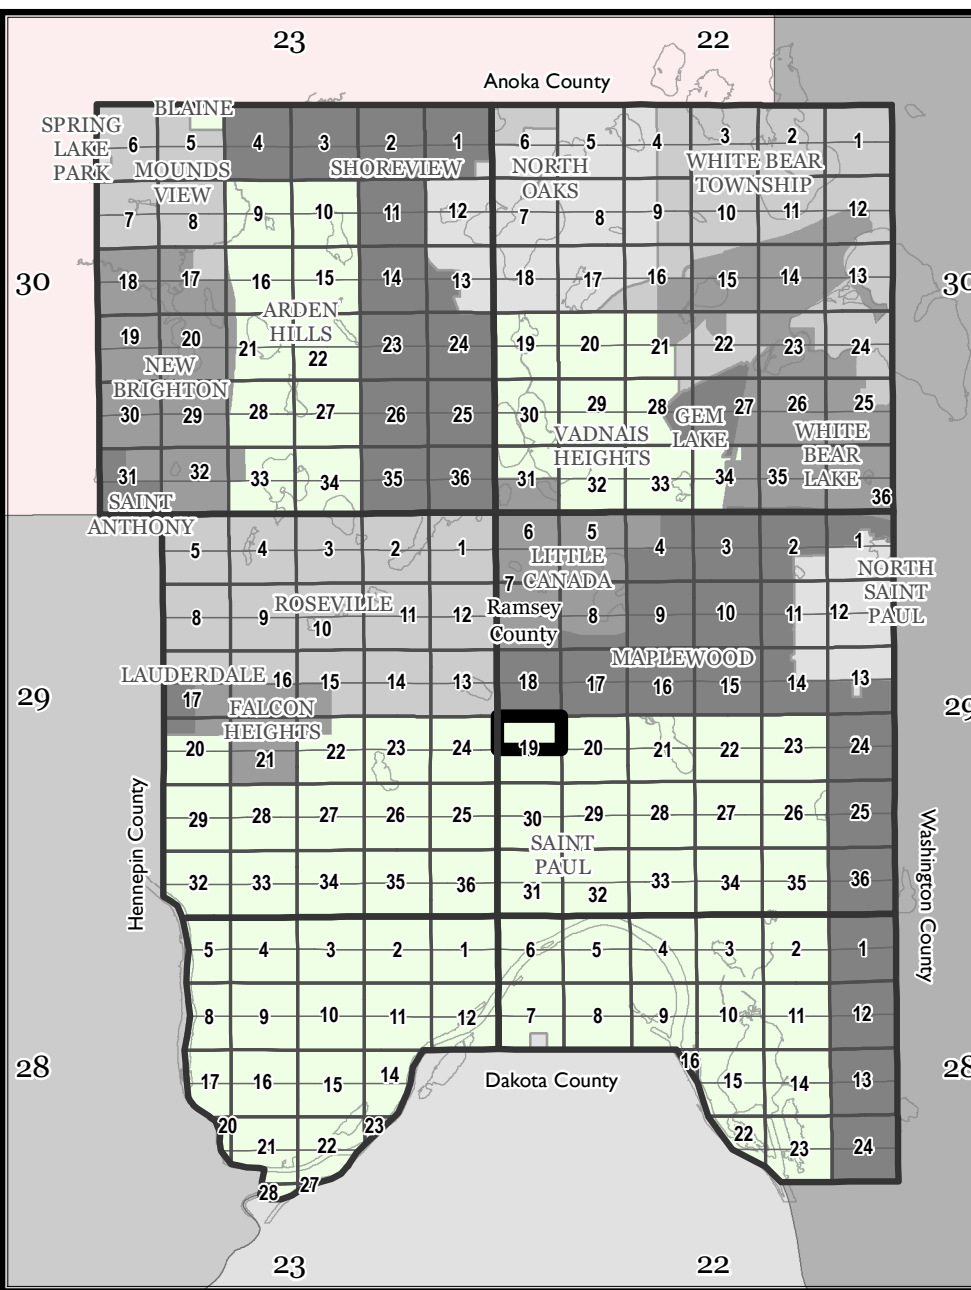 23 22
Anoka County
BLAINE
SPRING
LAKE
PARK
6 5 4 3 2 1 6 5 4 3 2 1
MOUNDS
VIEW
SHOREVIEW
NORTH
OAKS
WHITE BEAR
TOWNSHIP
7 8 9 10 11 12 7 8 9 10 11 12
30 18 17 16 15 14 13 18 17 16 15 14 13 30
ARDEN
HILLS
19 20 21 22 23 24 19 20 21 22 23 24
NEW
BRIGHTON
30 29 28 27 26 25 30 29 28 27 26 25
GEM
LAKE
VADNAIS
HEIGHTS
WHITE
BEAR
LAKE
31 32 33 34 35 36 31 32 33 34 35 36
SAINT
ANTHONY
5 4 3 2 1 6 5 4 3 2 1
LITTLE
CANADA
NORTH
SAINT
PAUL
8 9 10 11 12 7 8 9 10 11 12
ROSEVILLE
Ramsey
County
MAPLEWOOD
LAUDERDALE
29 17 16 15 14 13 18 17 16 15 14 13 29
FALCON
HEIGHTS
20 21 22 23 24 19 20 21 22 23 24
29 28 27 26 25 30 29 28 27 26 25
Hennepin County
Washington County
SAINT
PAUL
32 33 34 35 36 31 32 33 34 35 36
5 4 3 2 1 6 5 4 3 2 1
8 9 10 11 12 7 8 9 10 11 12
28 17 16 15 14 16 15 14 13 28
Dakota County
20 21 22 23 22 23 24
28 27
23 22